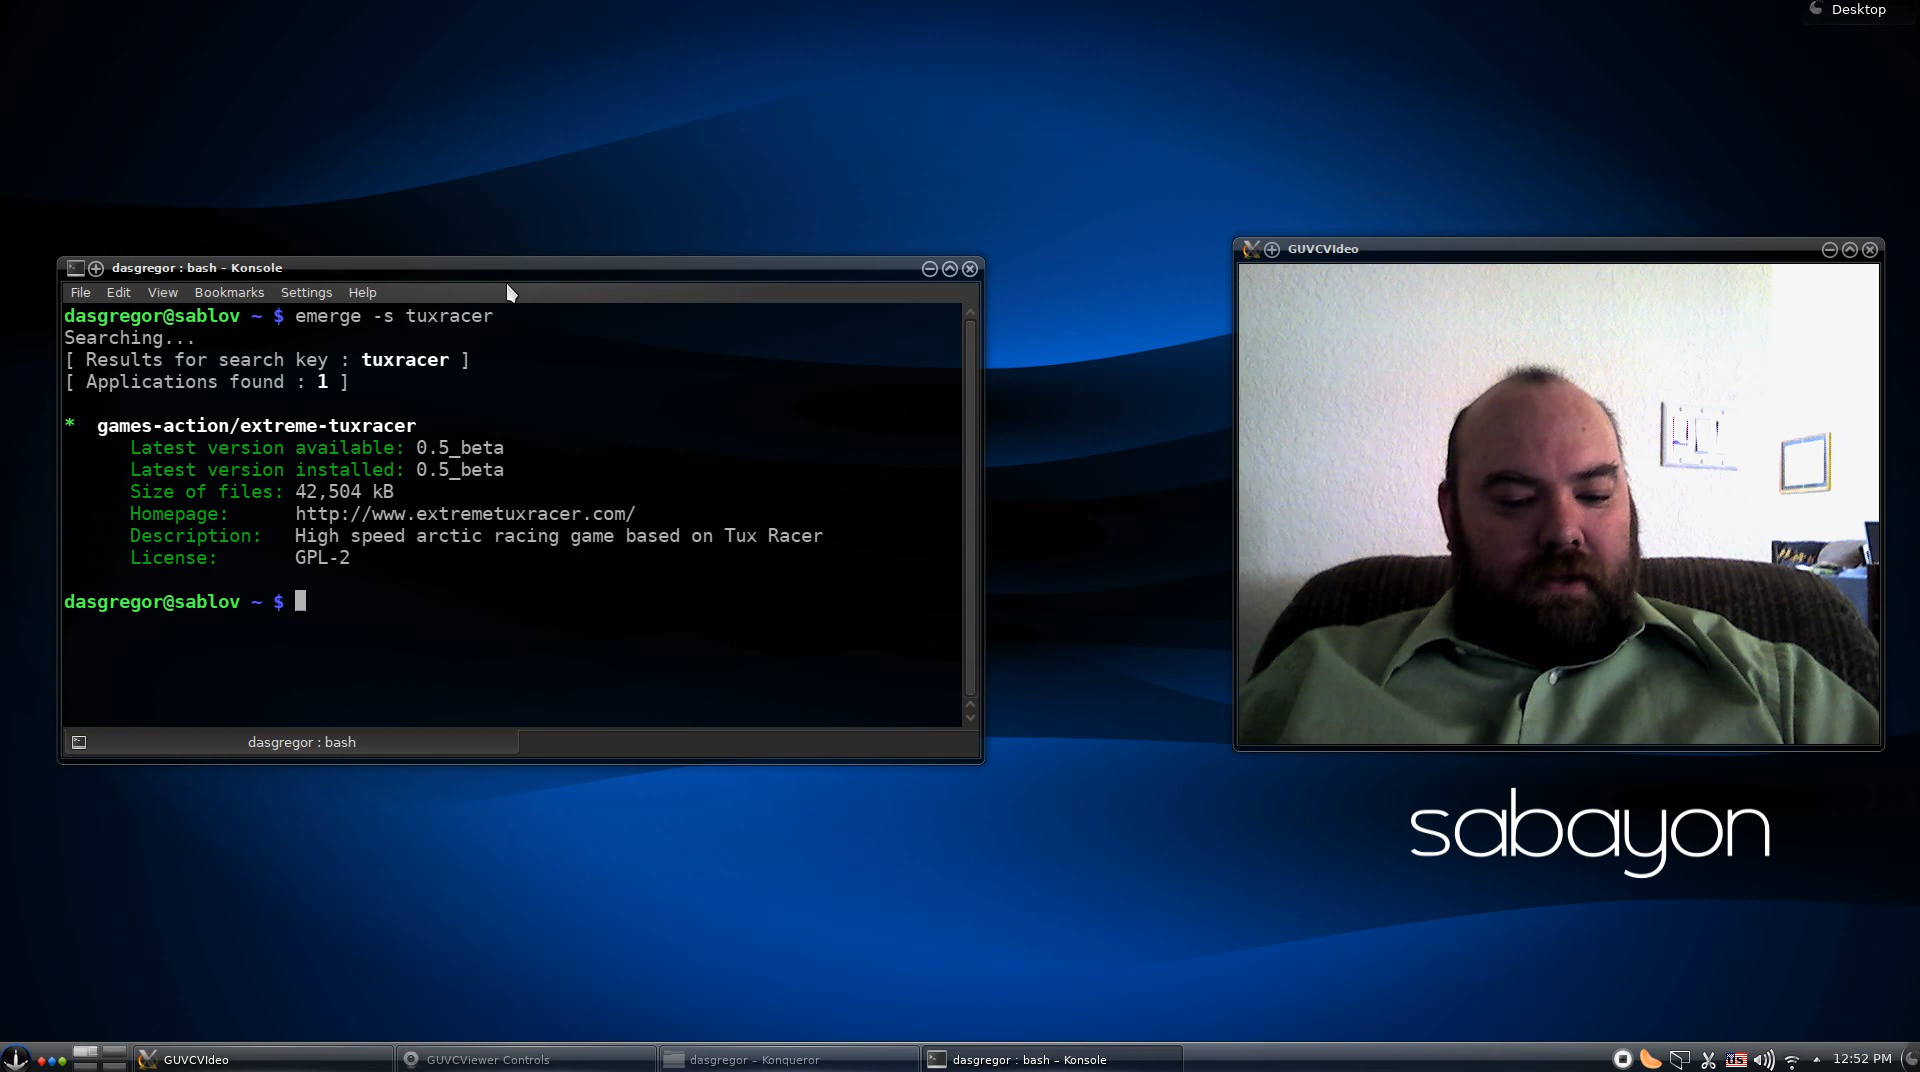 Desktop
dasgregor : bash – Konsole
File Edit View Bookmarks Settings Help
dasgregor@sablov ~ $ emerge -s tuxracer
Searching...
[ Results for search key : tuxracer ]
[ Applications found : 1 ]
* games-action/extreme-tuxracer
Latest version available: 0.5_beta
Latest version installed: 0.5_beta
Size of files: 42,504 kB
Homepage: http://www.extremetuxracer.com/
Description: High speed arctic racing game based on Tux Racer
License: GPL-2
dasgregor@sablov ~ $
dasgregor : bash
GUVCVideo
sabayon
GUVCVideo GUVCViewer Controls dasgregor – Konqueror dasgregor : bash – Konsole 12:52 PM